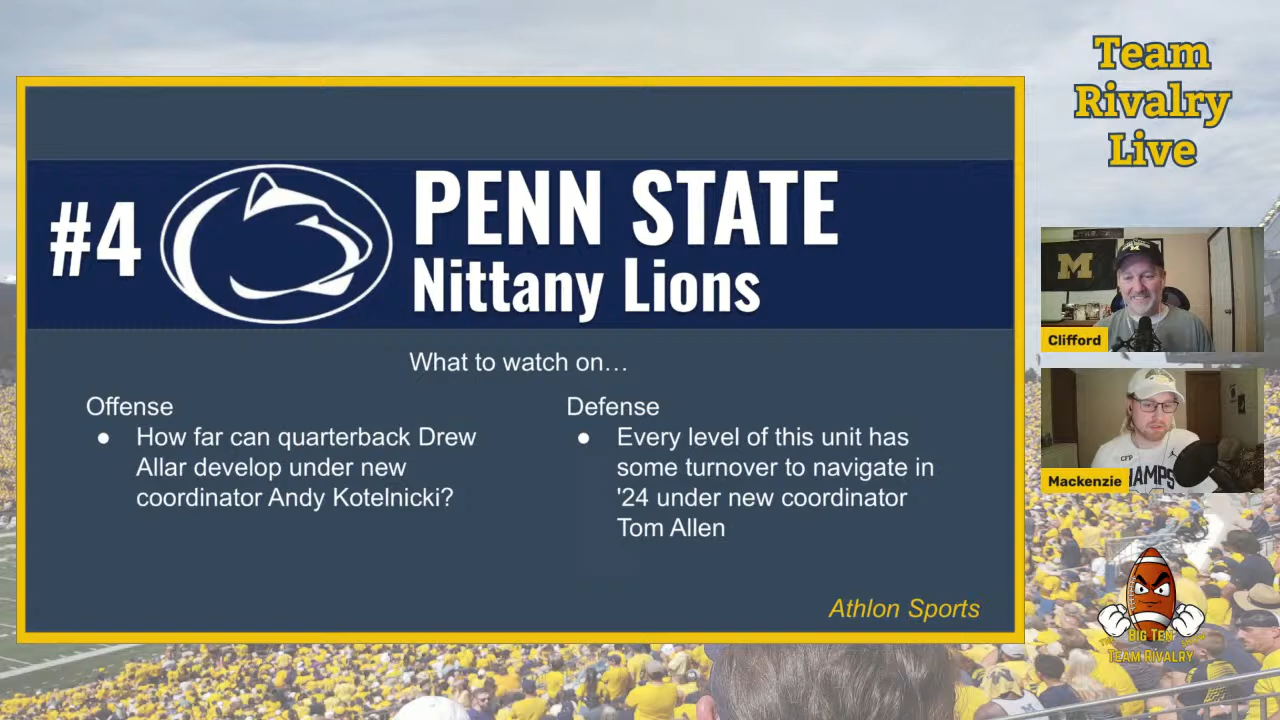 Team
Rivalry
Live
#4
PENN STATE
Nittany Lions
What to watch on…
Offense
● How far can quarterback Drew
Allar develop under new
coordinator Andy Kotelnicki?
Defense
● Every level of this unit has
some turnover to navigate in
'24 under new coordinator
Tom Allen
Athlon Sports
M
Clifford
CFP
HAMPS
Mackenzie
BIG TEN
TEAM RIVALRY